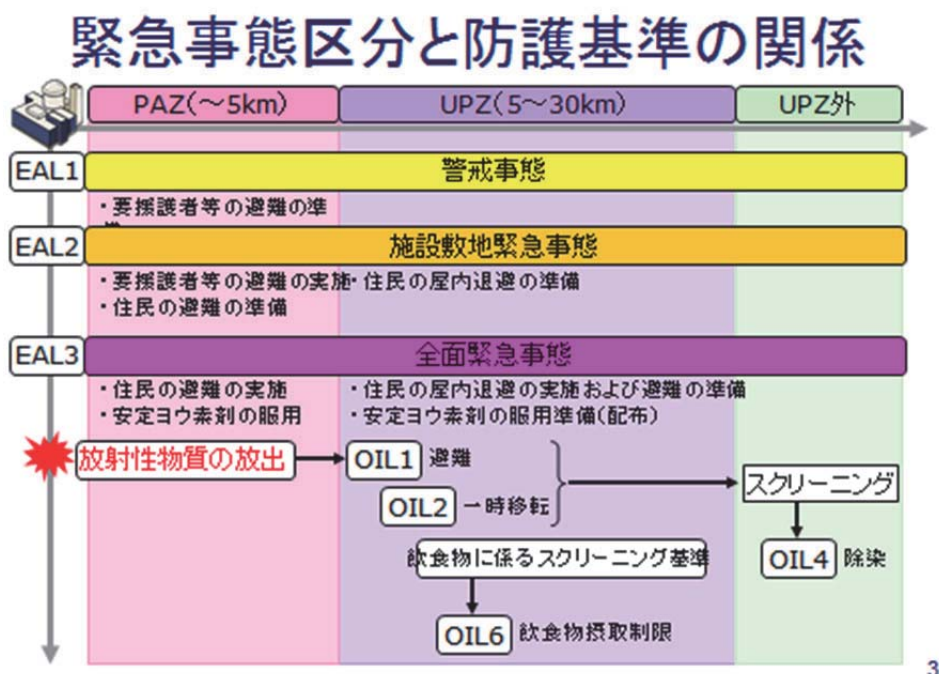 緊急事態区分と防護基準の関係
PAZ(～5km)
UPZ(5～30km)
UPZ外
EAL1
警戒事態
・要援護者等の避難の準
EAL2
施設敷地緊急事態
・要援護者等の避難の実施
・住民の避難の準備
・住民の屋内退避の準備
EAL3
全面緊急事態
・住民の避難の実施
・安定ヨウ素剤の服用
・住民の屋内退避の実施および避難の準備
・安定ヨウ素剤の服用準備(配布)
放射性物質の放出
OIL1 避難
OIL2 一時移転
スクリーニング
飲食物に係るスクリーニング基準
OIL4 除染
OIL6 飲食物摂取制限
3